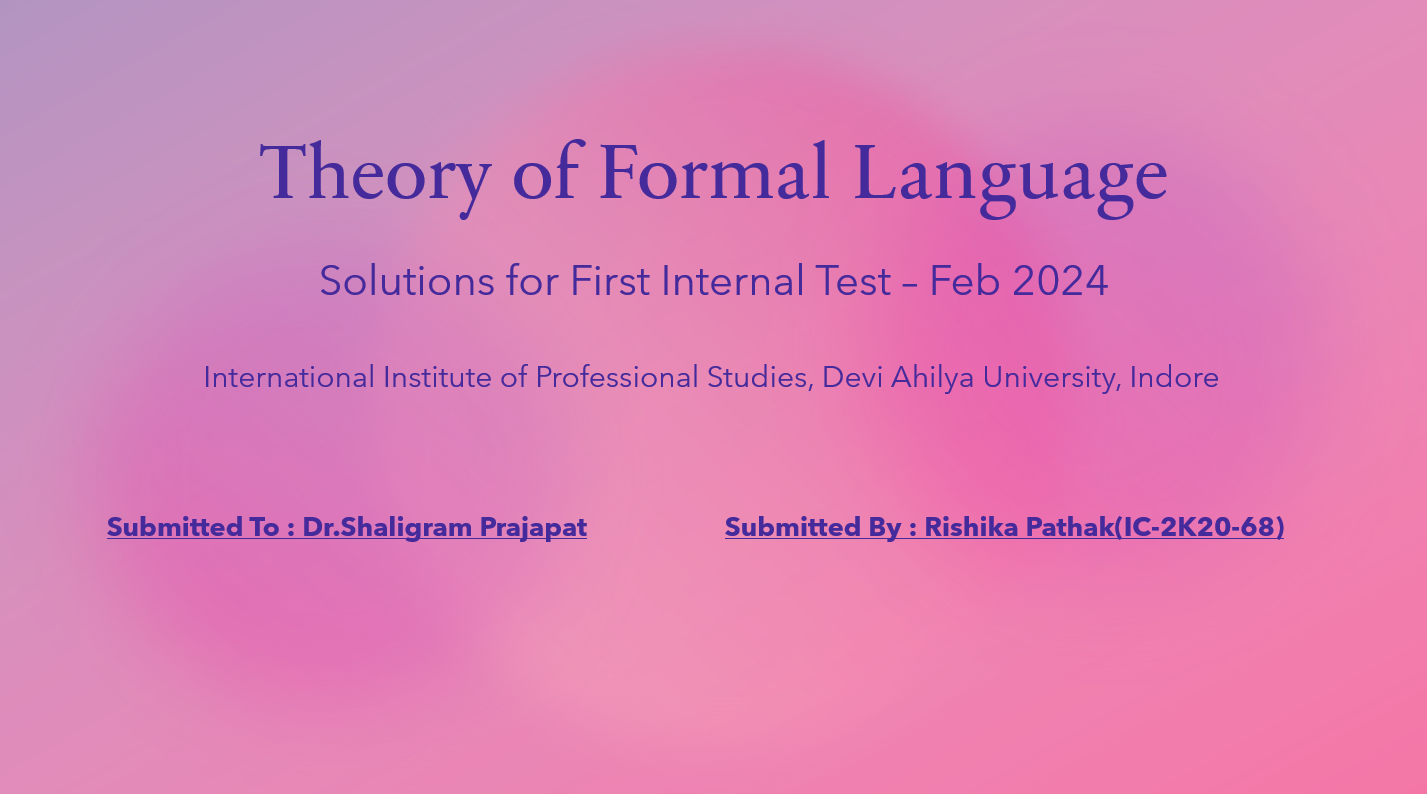 Theory of Formal Language
Solutions for First Internal Test – Feb 2024
International Institute of Professional Studies, Devi Ahilya University, Indore
Submitted To : Dr.Shaligram Prajapat
Submitted By : Rishika Pathak(IC-2K20-68)